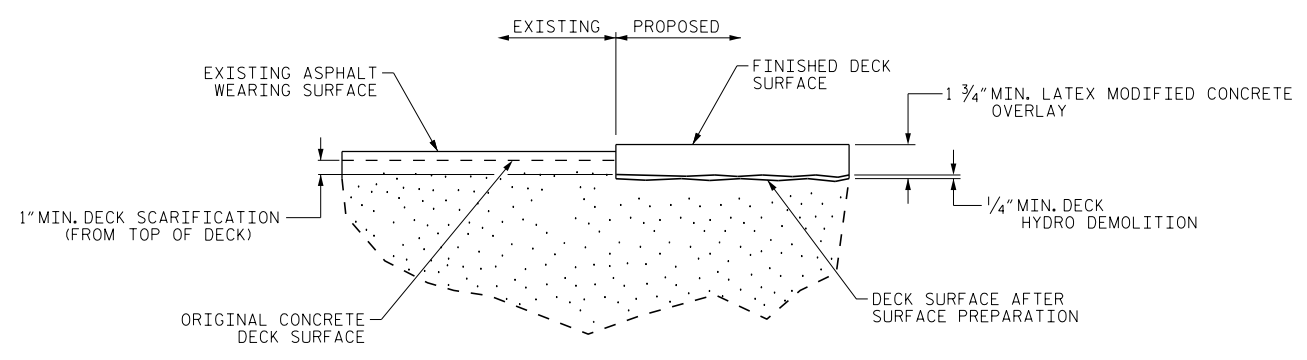 EXISTING PROPOSED
EXISTING ASPHALT
WEARING SURFACE
FINISHED DECK
SURFACE
1 3/4" MIN. LATEX MODIFIED CONCRETE
OVERLAY
1" MIN. DECK SCARIFICATION
(FROM TOP OF DECK)
1/4" MIN. DECK
HYDRO DEMOLITION
ORIGINAL CONCRETE
DECK SURFACE
DECK SURFACE AFTER
SURFACE PREPARATION